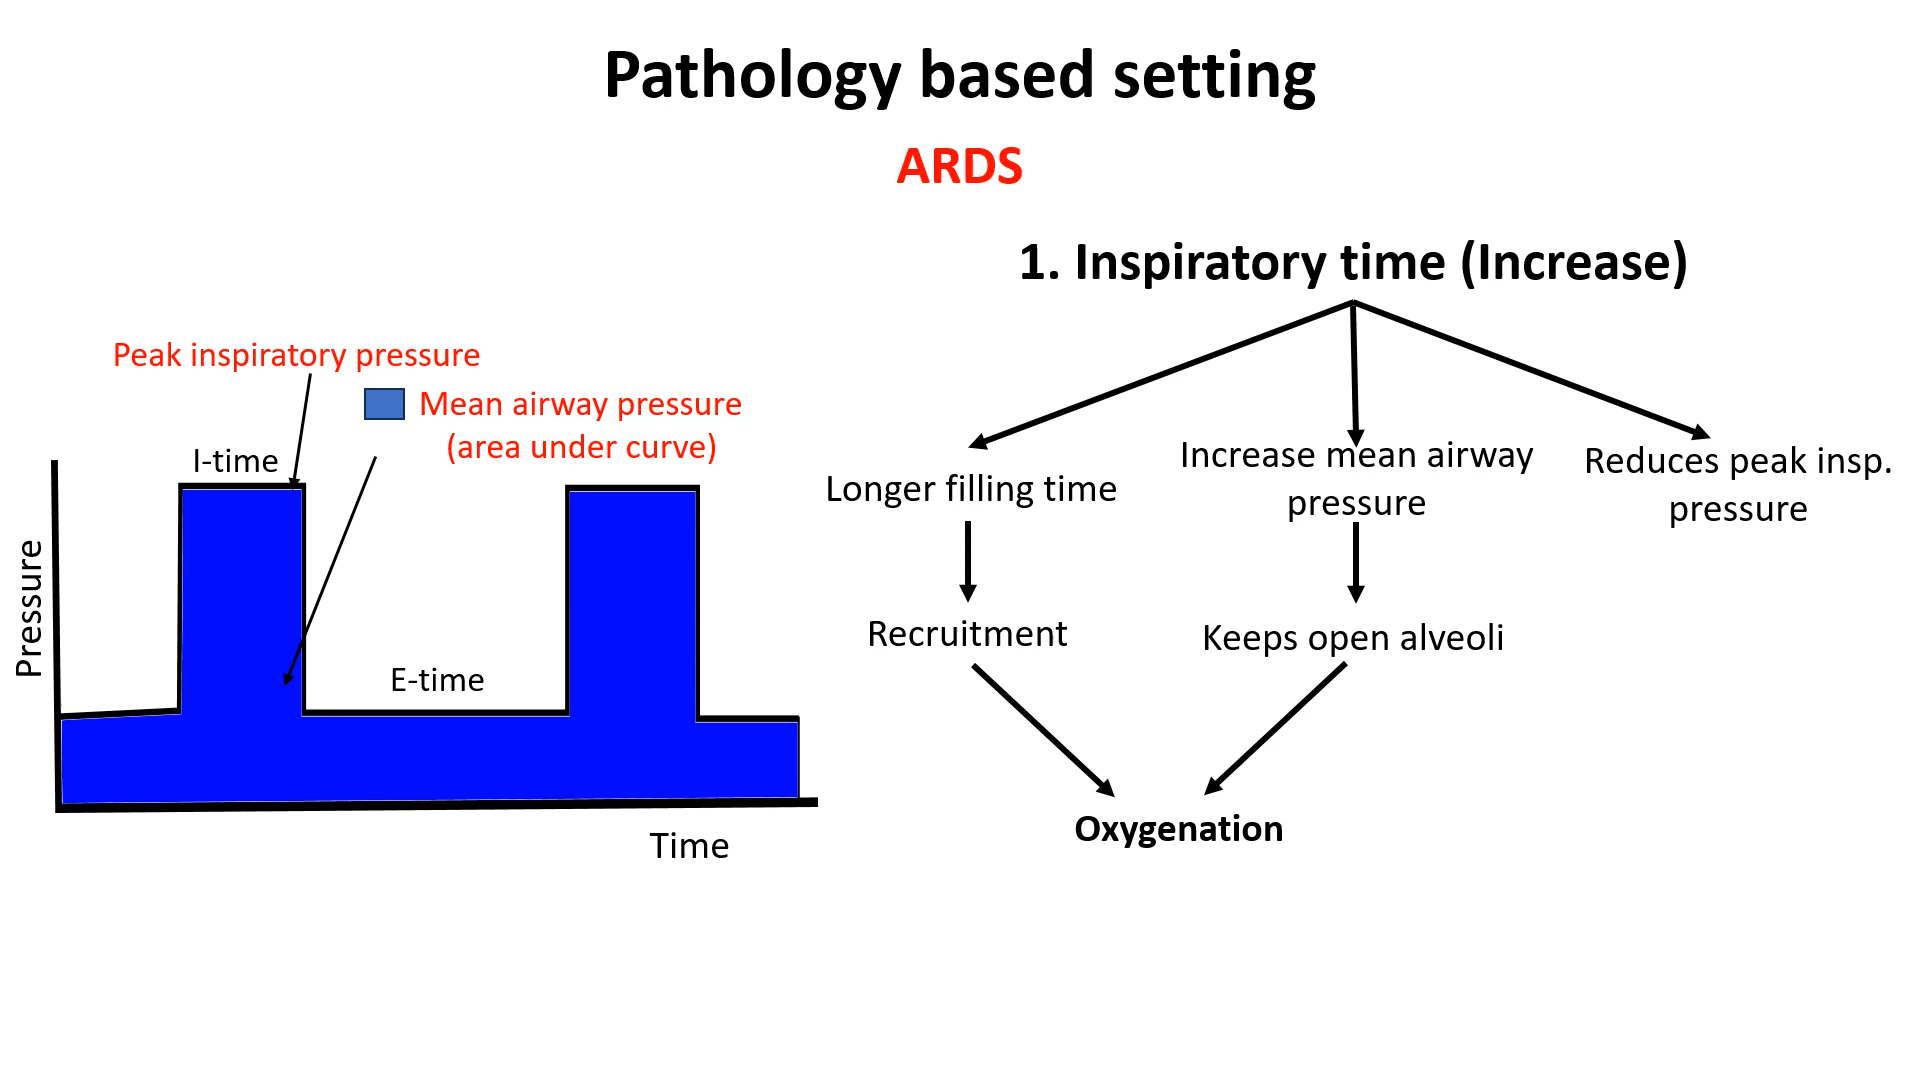 Pathology based setting
ARDS
1. Inspiratory time (Increase)
Peak inspiratory pressure
Mean airway pressure
(area under curve)
I-time
E-time
Pressure
Time
Longer filling time
Increase mean airway
pressure
Reduces peak insp.
pressure
Recruitment
Keeps open alveoli
Oxygenation